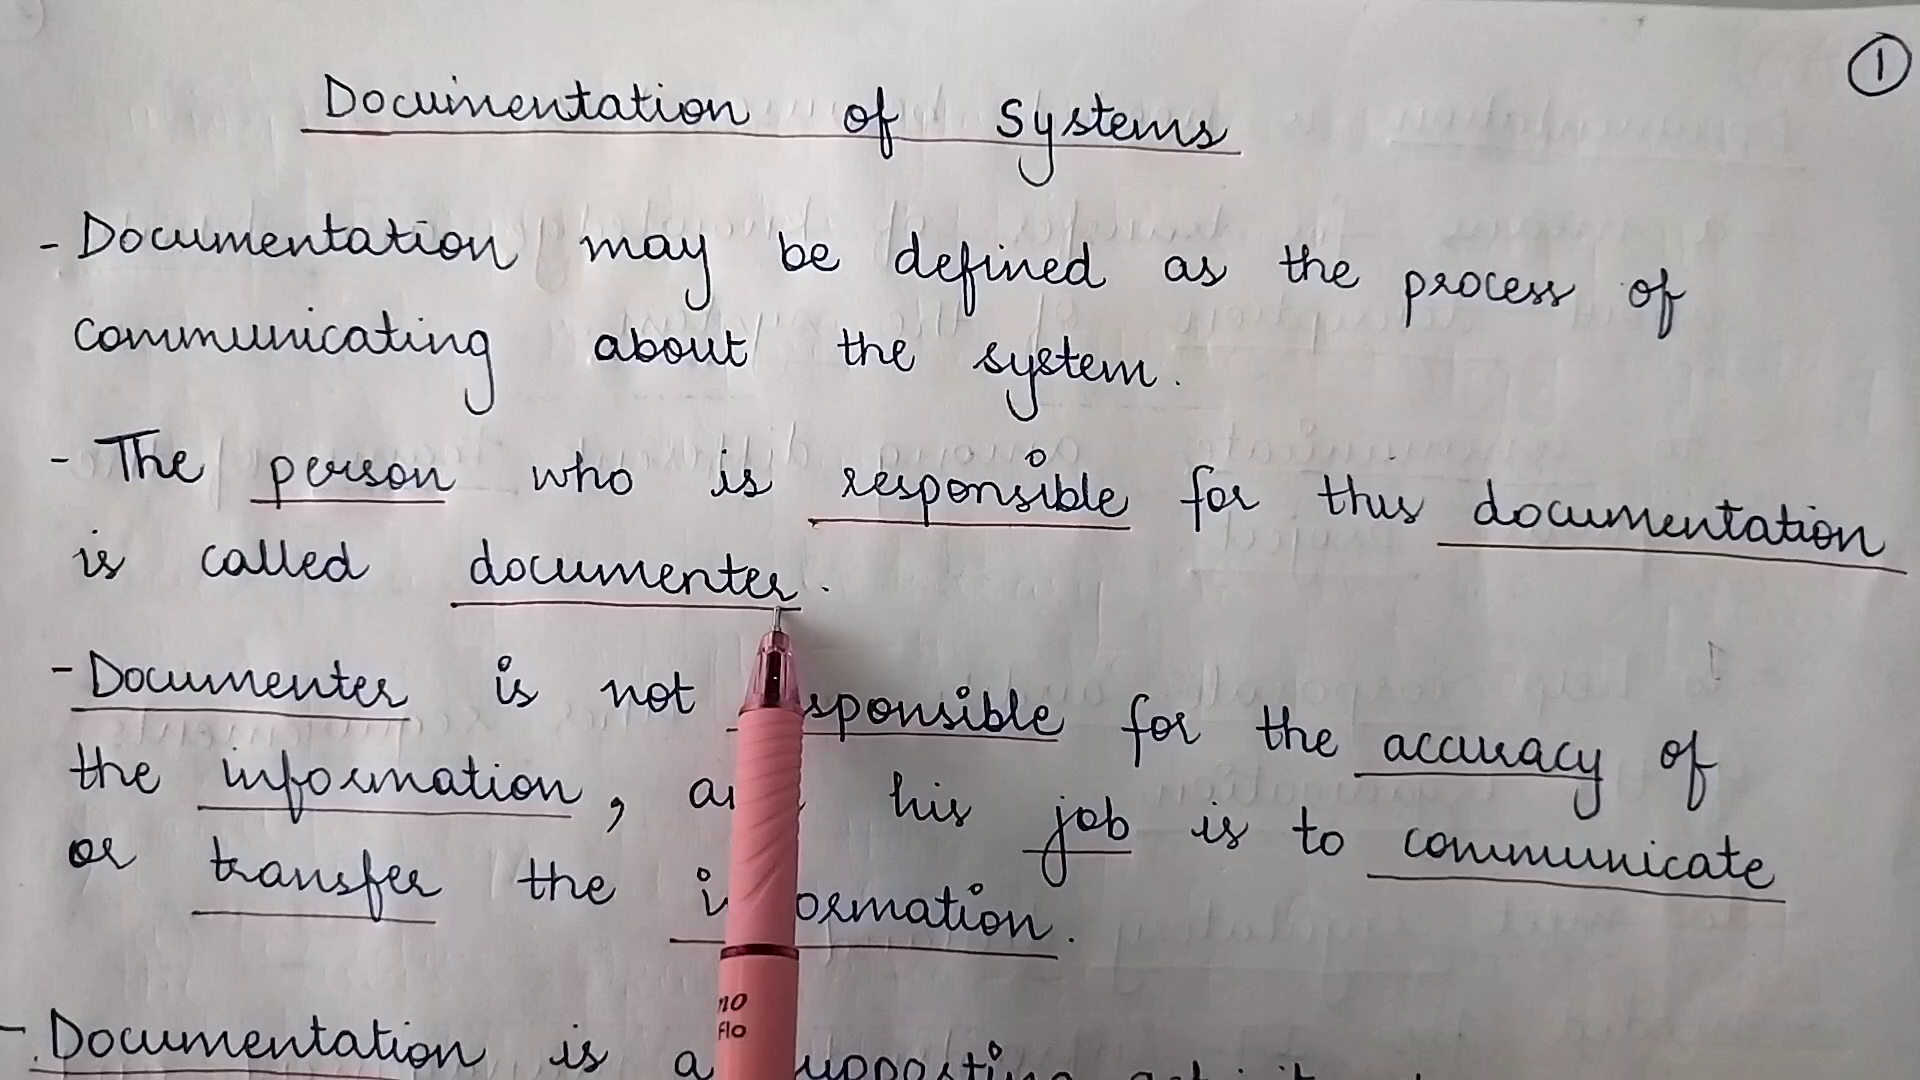 1
Documentation of Systems
- Documentation may be defined as the process of
communicating about the system.
- The person who is responsible for this documentation
is called documenter.
- Documenter is not sponsible for the accuracy of
the information, his job is to communicate
or transfer the ormation.
- Documentation is a
no
Flo